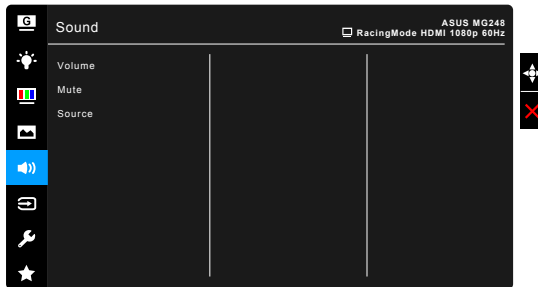 G
Sound
ASUS MG248
RacingMode HDMI 1080p 60Hz
Volume
Mute
Source